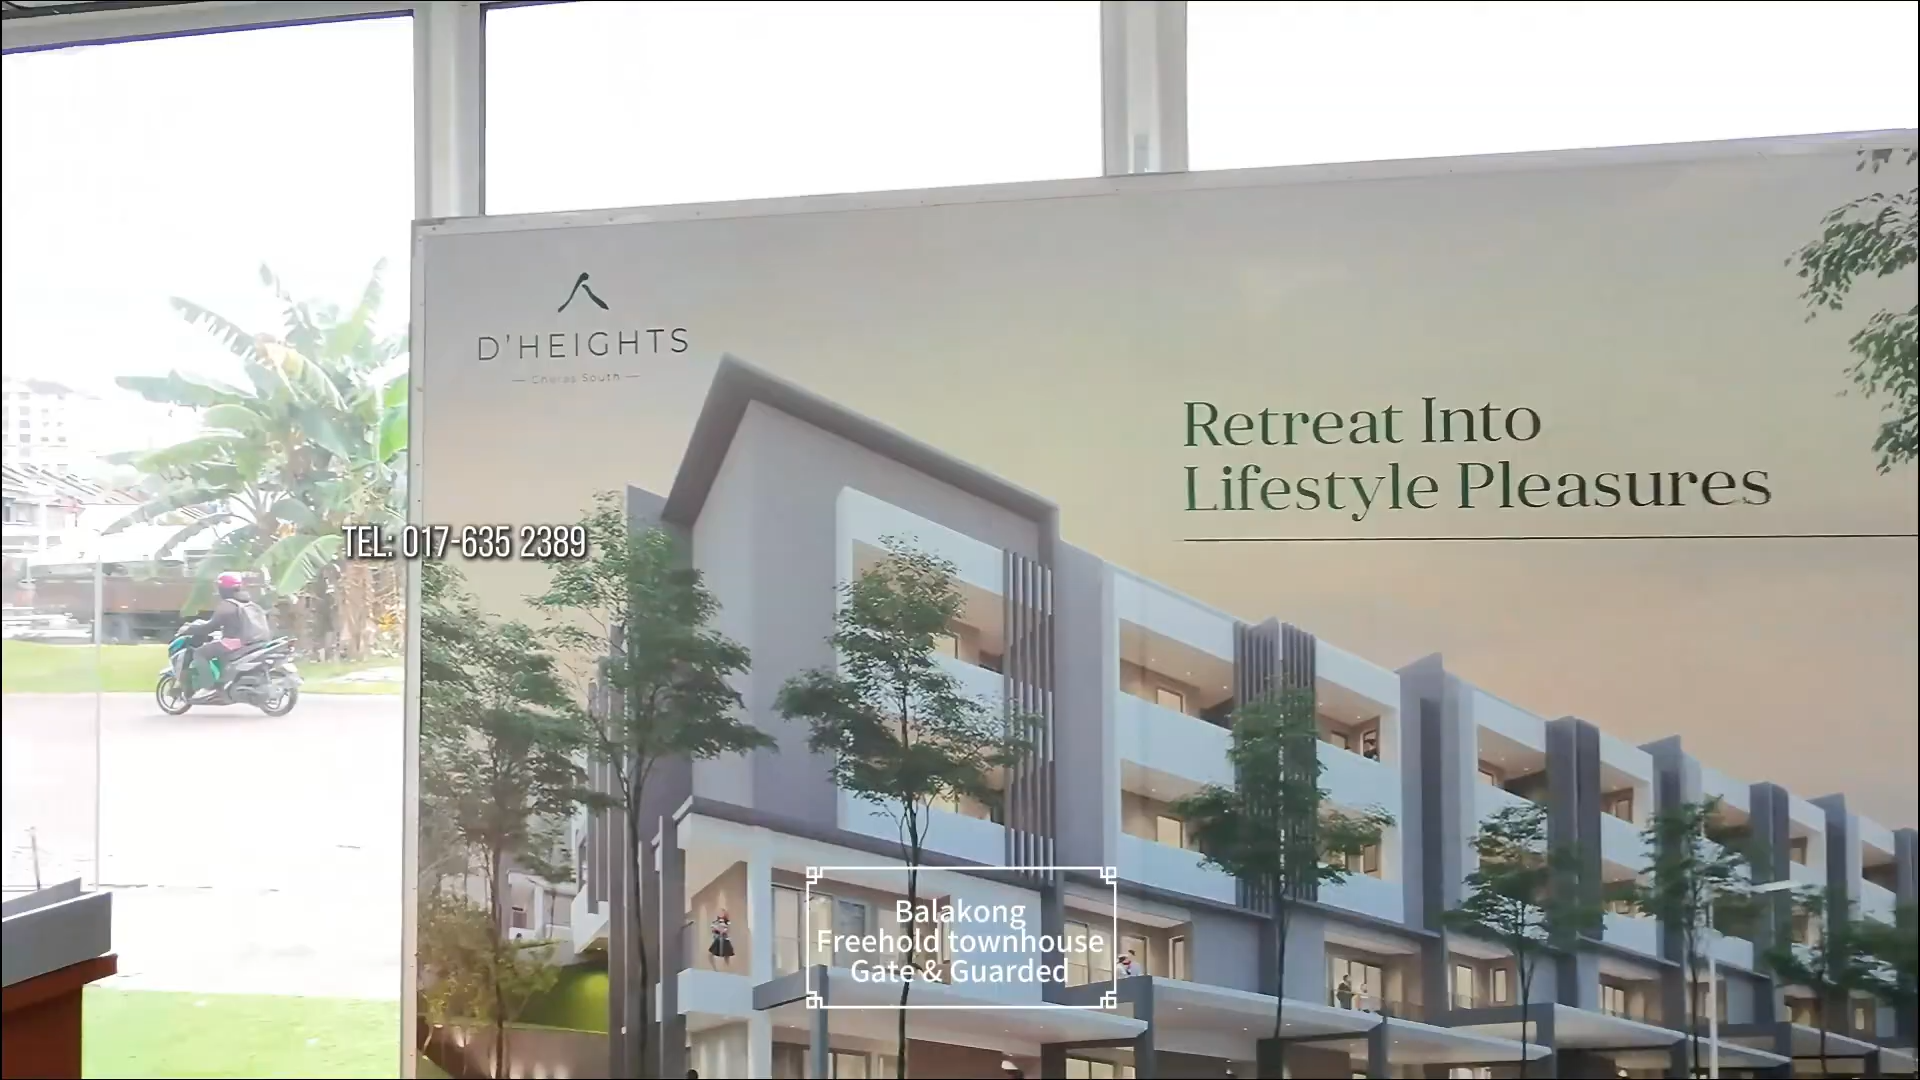 D'HEIGHTS
Cheras South
Retreat Into
Lifestyle Pleasures
TEL: 017-635 2389
Balakong
Freehold townhouse
Gate & Guarded